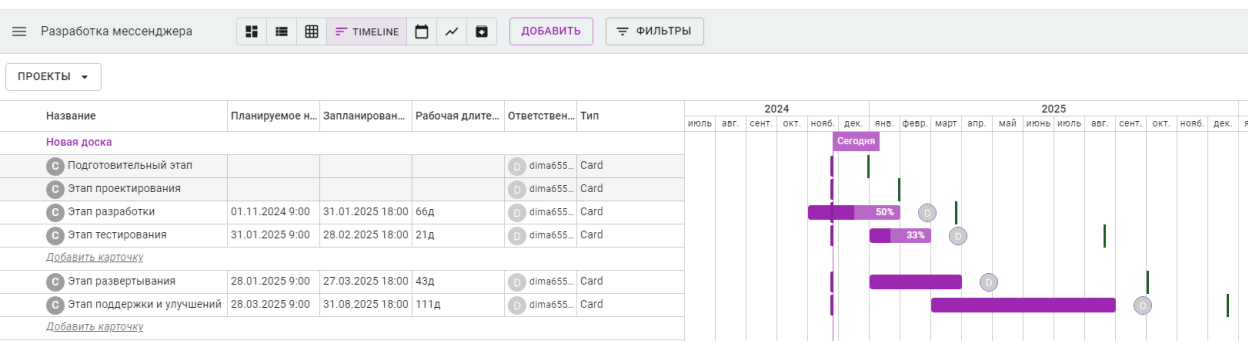 Разработка мессенджера TIMELINE ДОБАВИТЬ ФИЛЬТРЫ
ПРОЕКТЫ
Название Планируемое н... Запланирован... Рабочая длите... Ответствен... Тип 2024 2025
июль авг. сент. окт. нояб. дек. янв. февр. март апр. май июнь июль авг. сент. окт. нояб. дек.
Новая доска Сегодня
C Подготовительный этап D dima655... Card
C Этап проектирования D dima655... Card
C Этап разработки 01.11.2024 9:00 31.01.2025 18:00 66д D dima655... Card 50% D
C Этап тестирования 31.01.2025 9:00 28.02.2025 18:00 21д D dima655... Card 33% D
Добавить карточку
C Этап развертывания 28.01.2025 9:00 27.03.2025 18:00 43д D dima655... Card D
C Этап поддержки и улучшений 28.03.2025 9:00 31.08.2025 18:00 111д D dima655... Card D
Добавить карточку